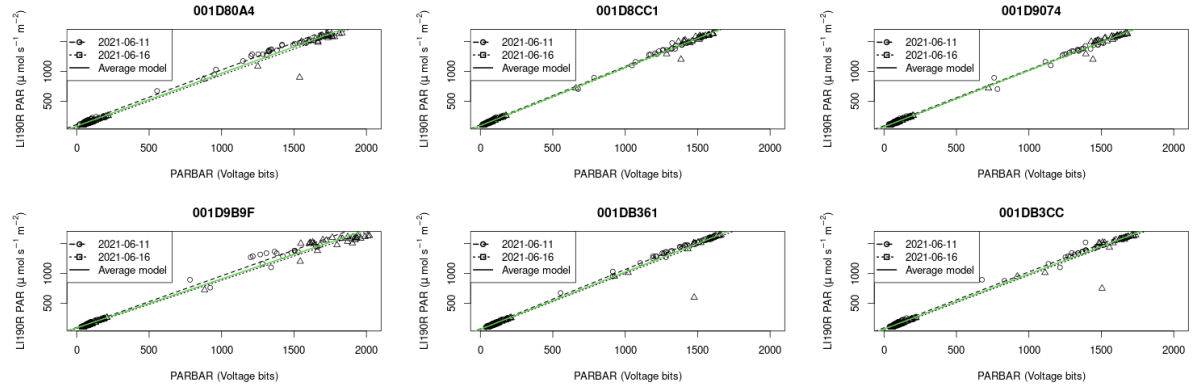 001D80A4
LI190R PAR (μ mol s⁻¹ m⁻²)
1000
500
2021-06-11
2021-06-16
Average model
0 500 1000 1500 2000
PARBAR (Voltage bits)
001D8CC1
LI190R PAR (μ mol s⁻¹ m⁻²)
1000
500
2021-06-11
2021-06-16
Average model
0 500 1000 1500 2000
PARBAR (Voltage bits)
001D9074
LI190R PAR (μ mol s⁻¹ m⁻²)
1000
500
2021-06-11
2021-06-16
Average model
0 500 1000 1500 2000
PARBAR (Voltage bits)
001D9B9F
LI190R PAR (μ mol s⁻¹ m⁻²)
1000
500
2021-06-11
2021-06-16
Average model
0 500 1000 1500 2000
PARBAR (Voltage bits)
001DB361
LI190R PAR (μ mol s⁻¹ m⁻²)
1000
500
2021-06-11
2021-06-16
Average model
0 500 1000 1500 2000
PARBAR (Voltage bits)
001DB3CC
LI190R PAR (μ mol s⁻¹ m⁻²)
1000
500
2021-06-11
2021-06-16
Average model
0 500 1000 1500 2000
PARBAR (Voltage bits)